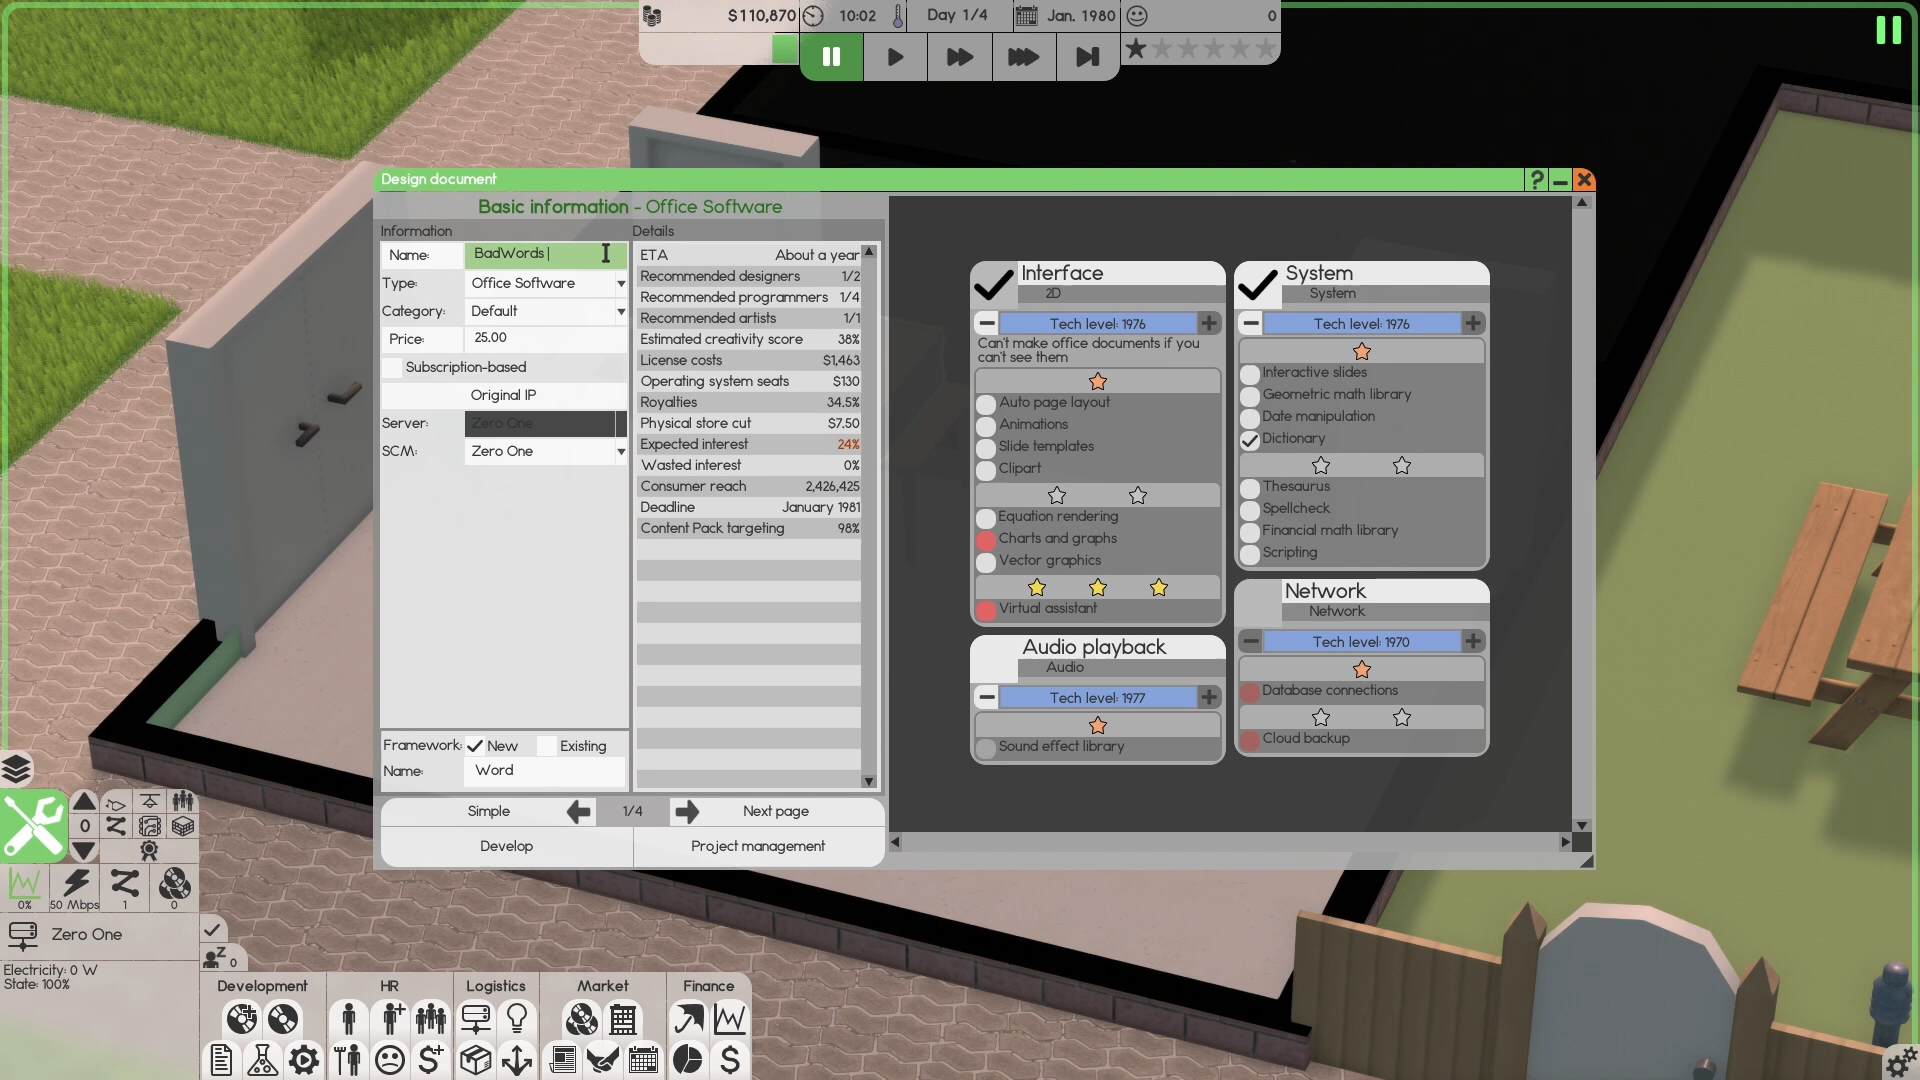 $110,870 10:02 Day 1/4 Jan. 1980 0
Design document
Basic information - Office Software
Information
Name: BadWords
Type: Office Software
Category: Default
Price: 25.00
Subscription-based
Original IP
Server: Zero One
SCM: Zero One
Framework: New Existing
Name: Word
Details
ETA About a year
Recommended designers 1/2
Recommended programmers 1/4
Recommended artists 1/1
Estimated creativity score 38%
License costs $1,463
Operating system seats $130
Royalties 34.5%
Physical store cut $7.50
Expected interest 24%
Wasted interest 0%
Consumer reach 2,426,425
Deadline January 1981
Content Pack targeting 98%
Simple 1/4 Next page
Develop Project management
Interface
2D
Tech level: 1976
Can't make office documents if you
can't see them
Auto page layout
Animations
Slide templates
Clipart
Equation rendering
Charts and graphs
Vector graphics
Virtual assistant
Audio playback
Audio
Tech level: 1977
Sound effect library
System
System
Tech level: 1976
Interactive slides
Geometric math library
Date manipulation
Dictionary
Thesaurus
Spellcheck
Financial math library
Scripting
Network
Network
Tech level: 1970
Database connections
Cloud backup
0
0% 50 Mbps 1 0
Zero One
Electricity: 0 W
State: 100%
Z 0
Development HR Logistics Market Finance